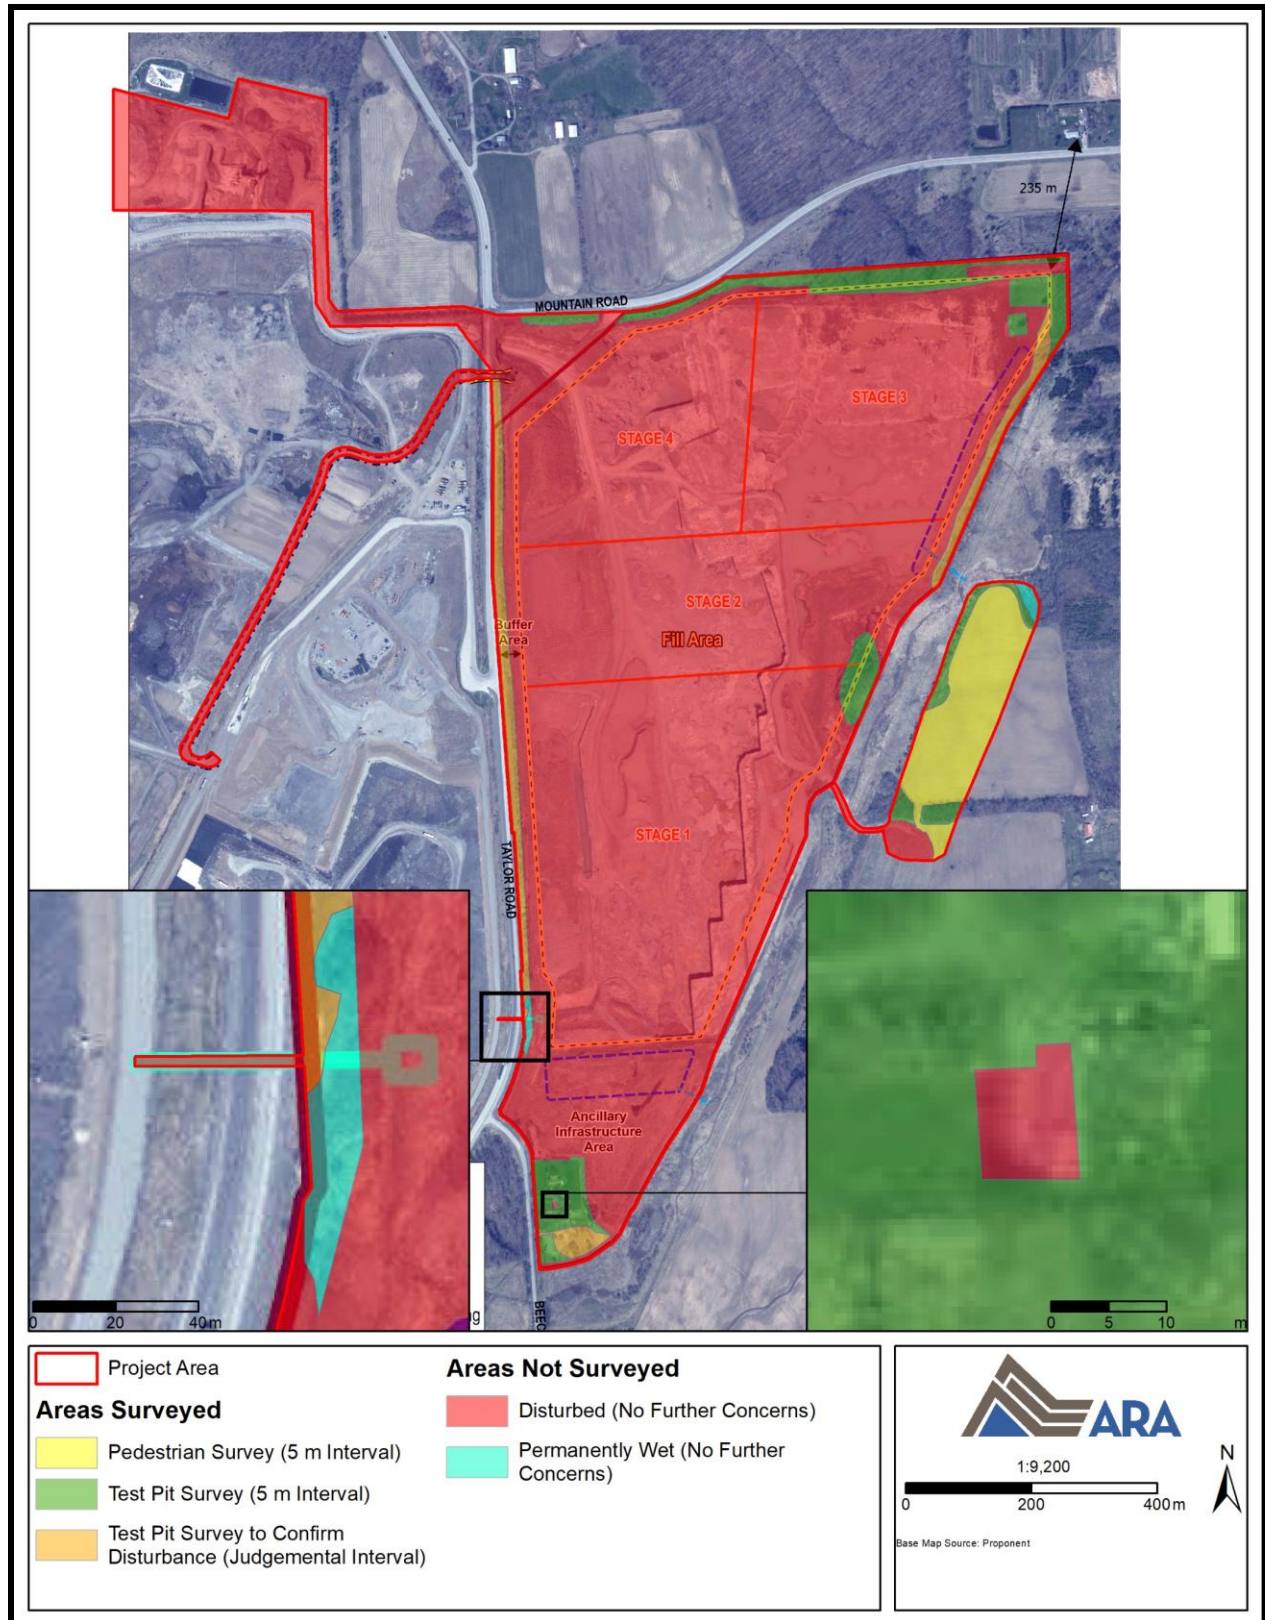 235 m
MOUNTAIN ROAD
STAGE 3
STAGE 4
STAGE 2
Buffer
Area
Fill Area
STAGE 1
TAYLOR ROAD
Ancillary
Infrastructure
Area
BEEC
0 20 40 m
0 5 10 m
Project Area
Areas Surveyed
Pedestrian Survey (5 m Interval)
Test Pit Survey (5 m Interval)
Test Pit Survey to Confirm
Disturbance (Judgemental Interval)
Areas Not Surveyed
Disturbed (No Further Concerns)
Permanently Wet (No Further
Concerns)
ARA
1:9,200
0 200 400 m
N
Base Map Source: Proponent